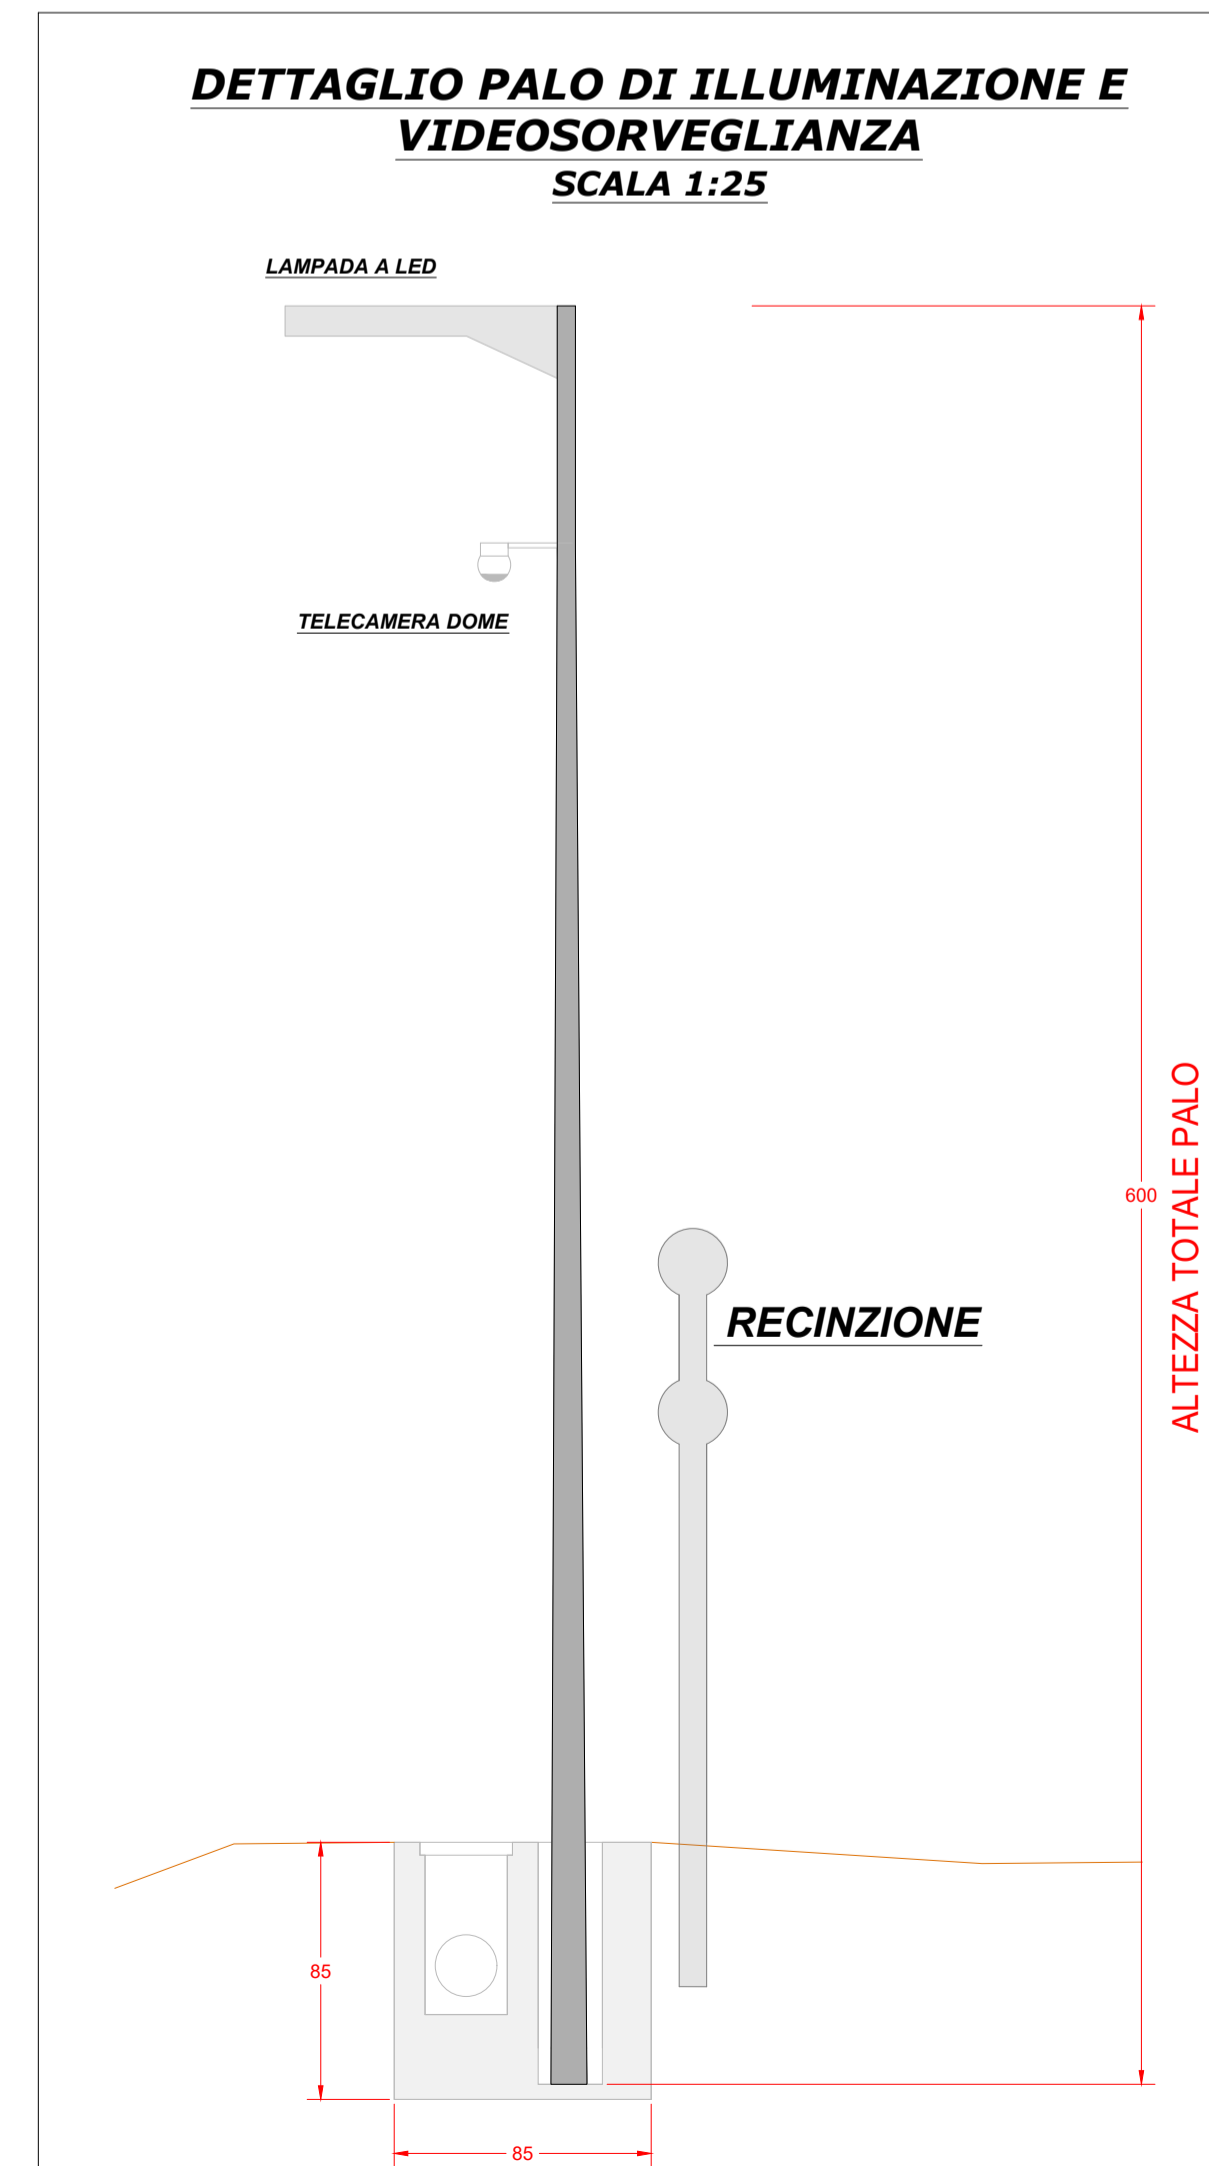 DETTAGLIO PALO DI ILLUMINAZIONE E
VIDEOSORVEGLIANZA
SCALA 1:25
LAMPADA A LED
TELECAMERA DOME
600
ALTEZZA TOTALE PALO
RECINZIONE
85
85